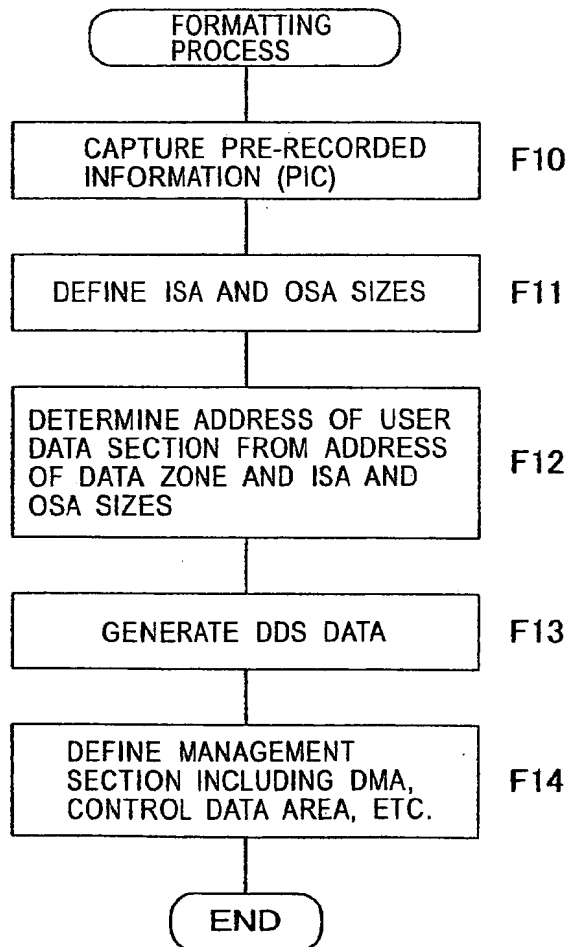 FORMATTING
PROCESS
CAPTURE PRE-RECORDED
INFORMATION (PIC)
F10
DEFINE ISA AND OSA SIZES
F11
DETERMINE ADDRESS OF USER
DATA SECTION FROM ADDRESS
OF DATA ZONE AND ISA AND
OSA SIZES
F12
GENERATE DDS DATA
F13
DEFINE MANAGEMENT
SECTION INCLUDING DMA,
CONTROL DATA AREA, ETC.
F14
END